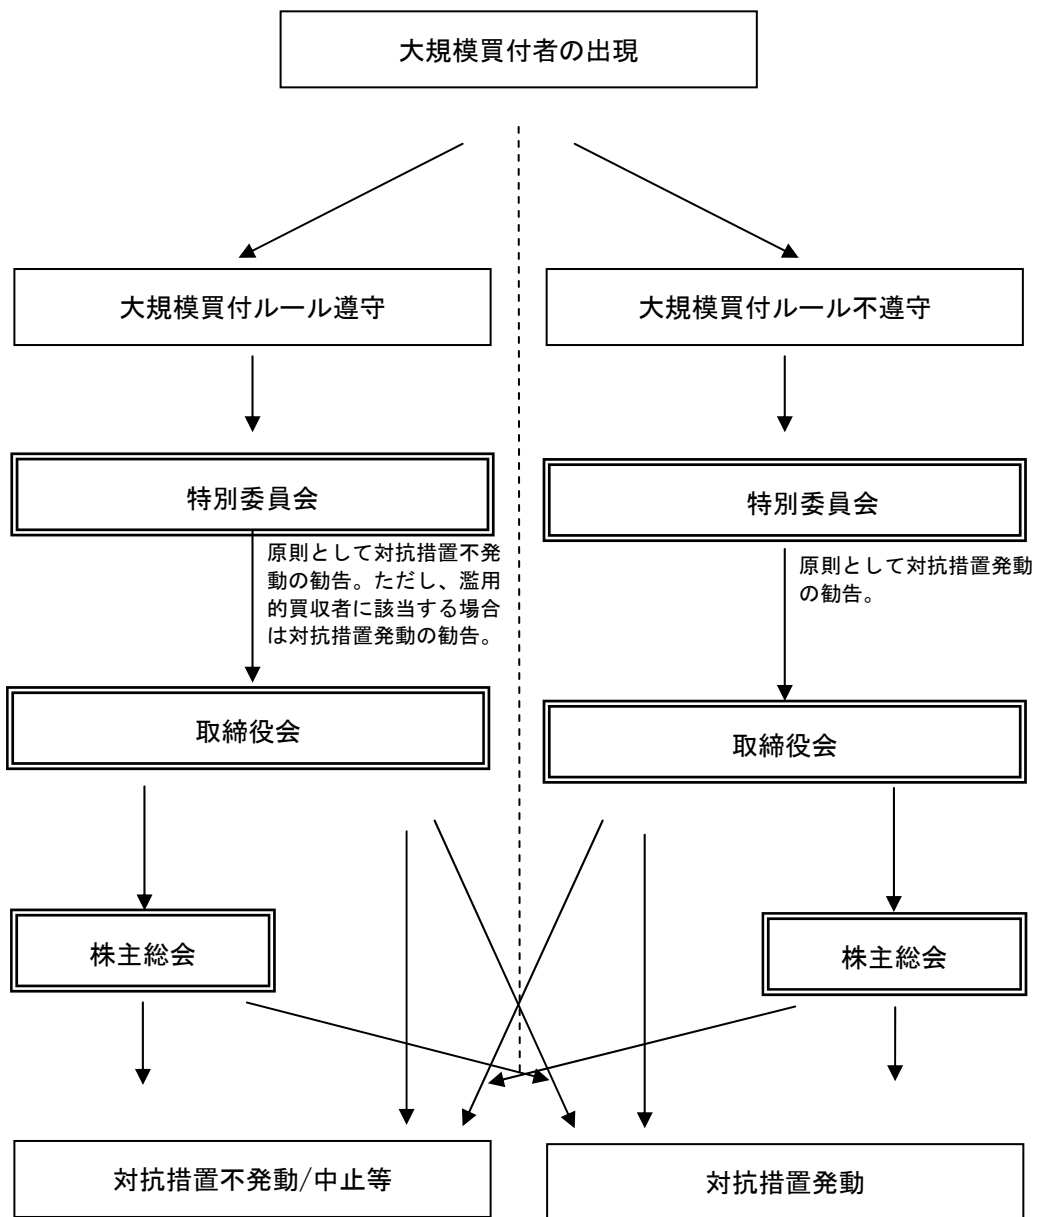 大規模買付者の出現
大規模買付ルール遵守
大規模買付ルール不遵守
特別委員会
特別委員会
原則として対抗措置不発
動の勧告。ただし、濫用
的買収者に該当する場合
は対抗措置発動の勧告。
原則として対抗措置発動
の勧告。
取締役会
取締役会
株主総会
株主総会
対抗措置不発動/中止等
対抗措置発動